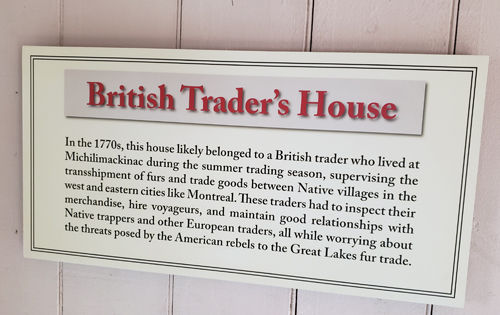 British Trader's House
In the 1770s, this house likely belonged to a British trader who lived at
Michilimackinac during the summer trading season, supervising the
transshipment of furs and trade goods between Native villages in the
west and eastern cities like Montreal. These traders had to inspect their
merchandise, hire voyageurs, and maintain good relationships with
Native trappers and other European traders, all while worrying about
the threats posed by the American rebels to the Great Lakes fur trade.